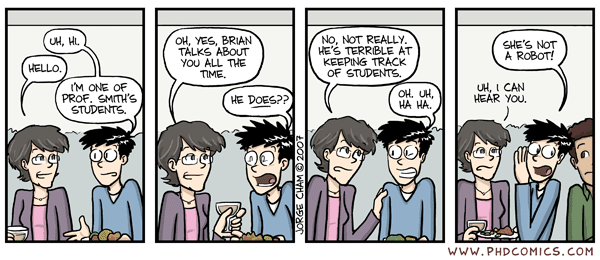 UH, HI.
HELLO.
I'M ONE OF
PROF. SMITH'S
STUDENTS.
OH, YES, BRIAN
TALKS ABOUT
YOU ALL THE
TIME.
HE DOES??
JORGE CHAM © 2007
NO, NOT REALLY.
HE'S TERRIBLE AT
KEEPING TRACK
OF STUDENTS.
OH. UH,
HA HA.
SHE'S NOT
A ROBOT!
UH, I CAN
HEAR YOU.
WWW.PHDCOMICS.COM